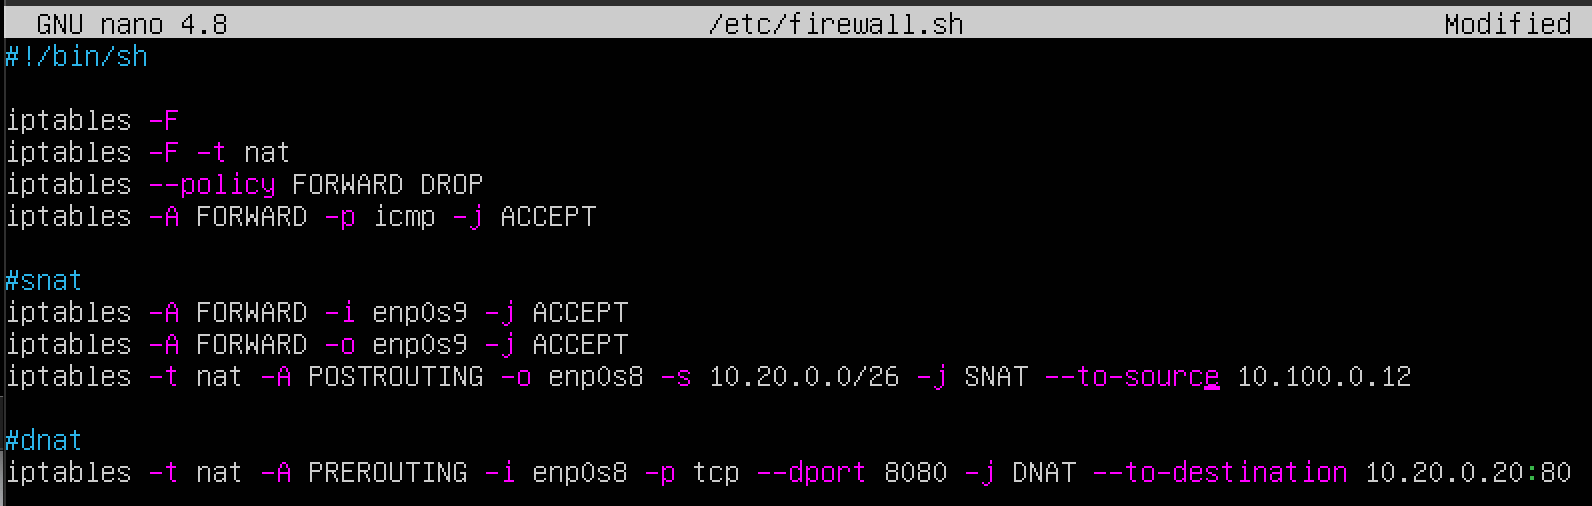 GNU nano 4.8 /etc/firewall.sh Modified
#!/bin/sh
iptables -F
iptables -F -t nat
iptables --policy FORWARD DROP
iptables -A FORWARD -p icmp -j ACCEPT
#snat
iptables -A FORWARD -i enp0s9 -j ACCEPT
iptables -A FORWARD -o enp0s9 -j ACCEPT
iptables -t nat -A POSTROUTING -o enp0s8 -s 10.20.0.0/26 -j SNAT --to-source 10.100.0.12
#dnat
iptables -t nat -A PREROUTING -i enp0s8 -p tcp --dport 8080 -j DNAT --to-destination 10.20.0.20:80